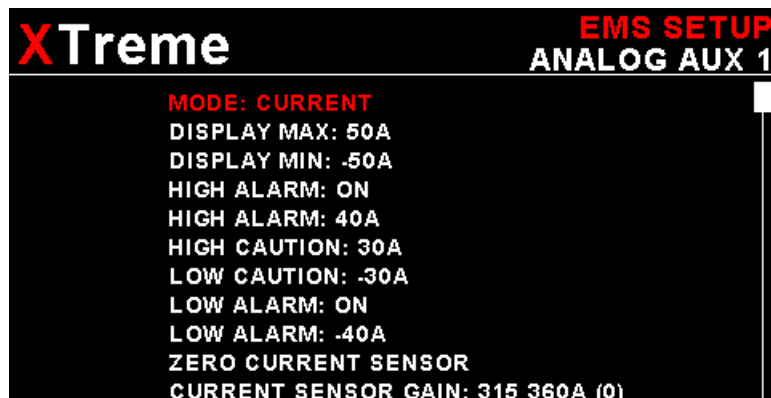 XTreme
EMS SETUP
ANALOG AUX 1
MODE: CURRENT
DISPLAY MAX: 50A
DISPLAY MIN: -50A
HIGH ALARM: ON
HIGH ALARM: 40A
HIGH CAUTION: 30A
LOW CAUTION: -30A
LOW ALARM: ON
LOW ALARM: -40A
ZERO CURRENT SENSOR
CURRENT SENSOR GAIN: 315 360A (0)